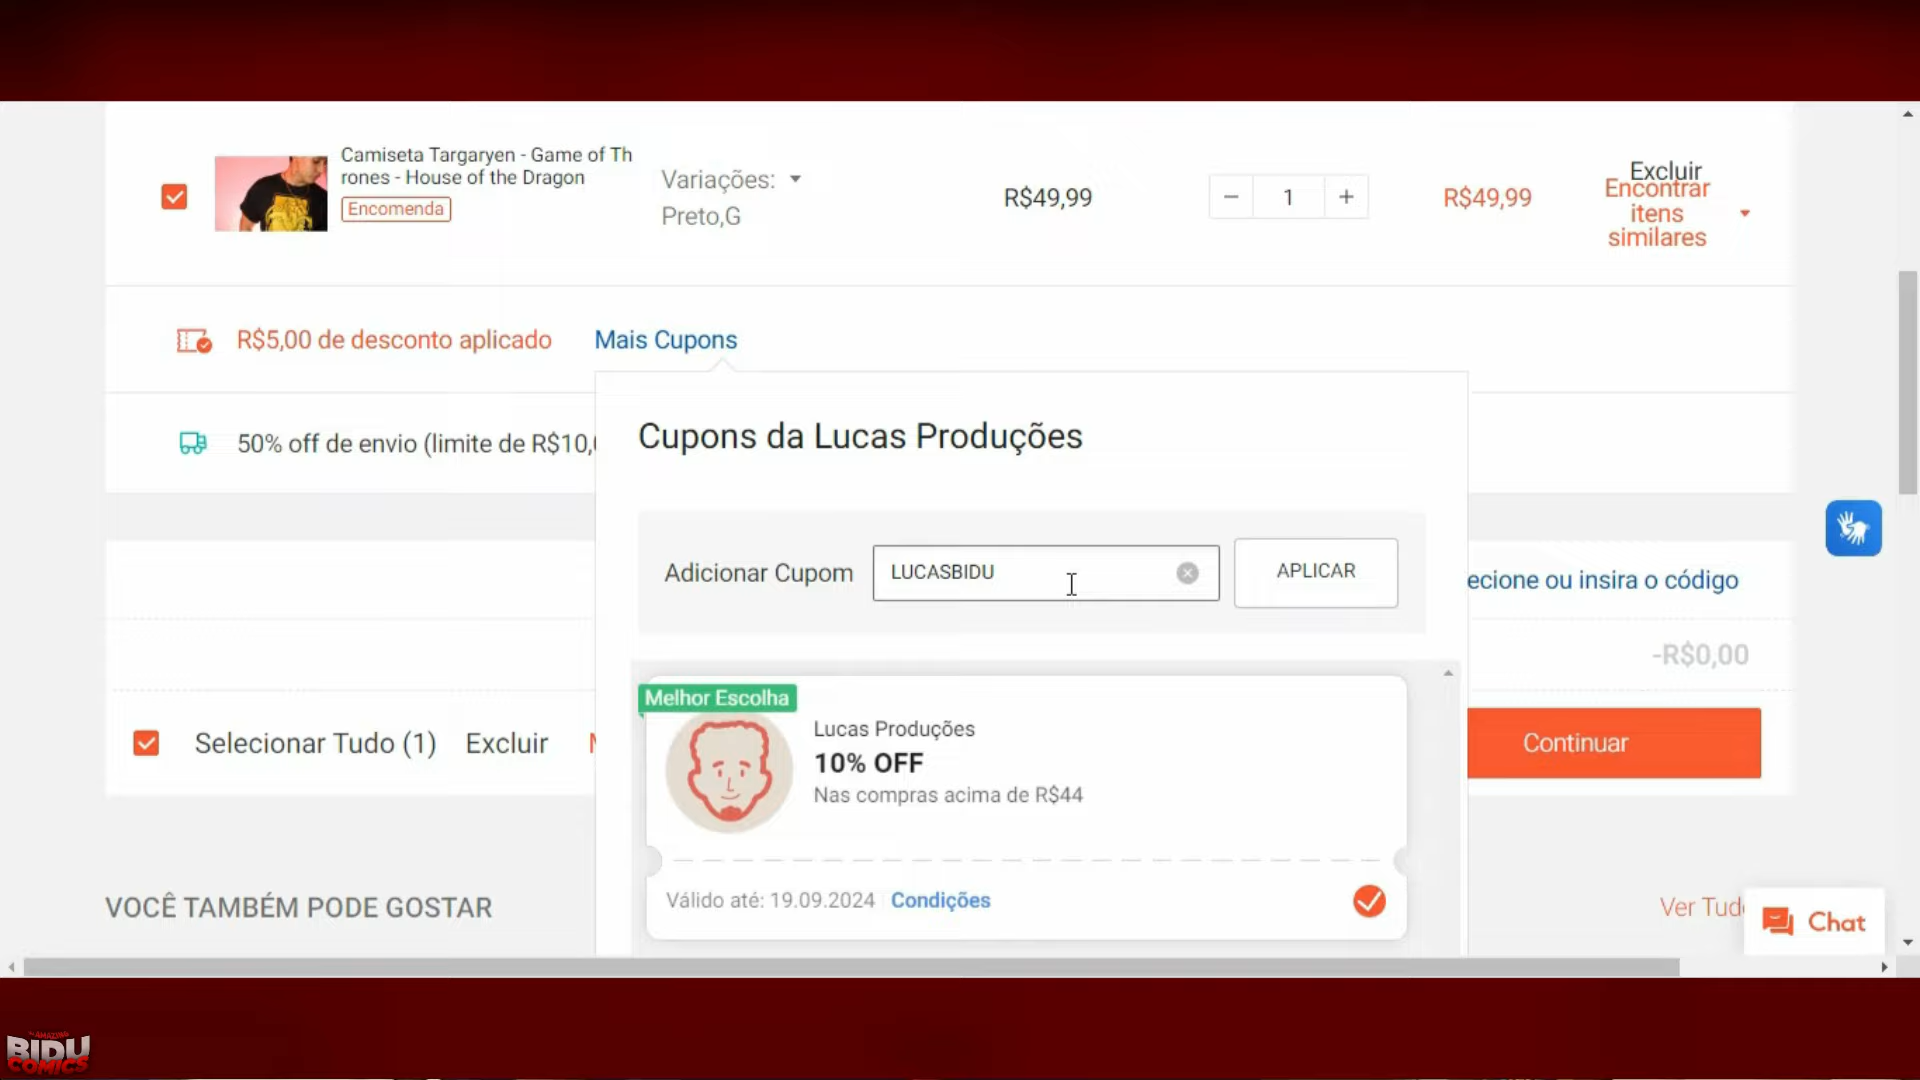 Camiseta Targaryen - Game of Th
rones - House of the Dragon
Encomenda
Variações:
Preto,G
R$49,99
1
R$49,99
Excluir
Encontrar
itens
similares
R$5,00 de desconto aplicado
Mais Cupons
50% off de envio (limite de R$10,
Cupons da Lucas Produções
Adicionar Cupom
LUCASBIDU
APLICAR
ecione ou insira o código
-R$0,00
Melhor Escolha
Lucas Produções
10% OFF
Nas compras acima de R$44
Selecionar Tudo (1)
Excluir
Continuar
Válido até: 19.09.2024
Condições
VOCÊ TAMBÉM PODE GOSTAR
Ver Tud
Chat
BIDU
COMICS